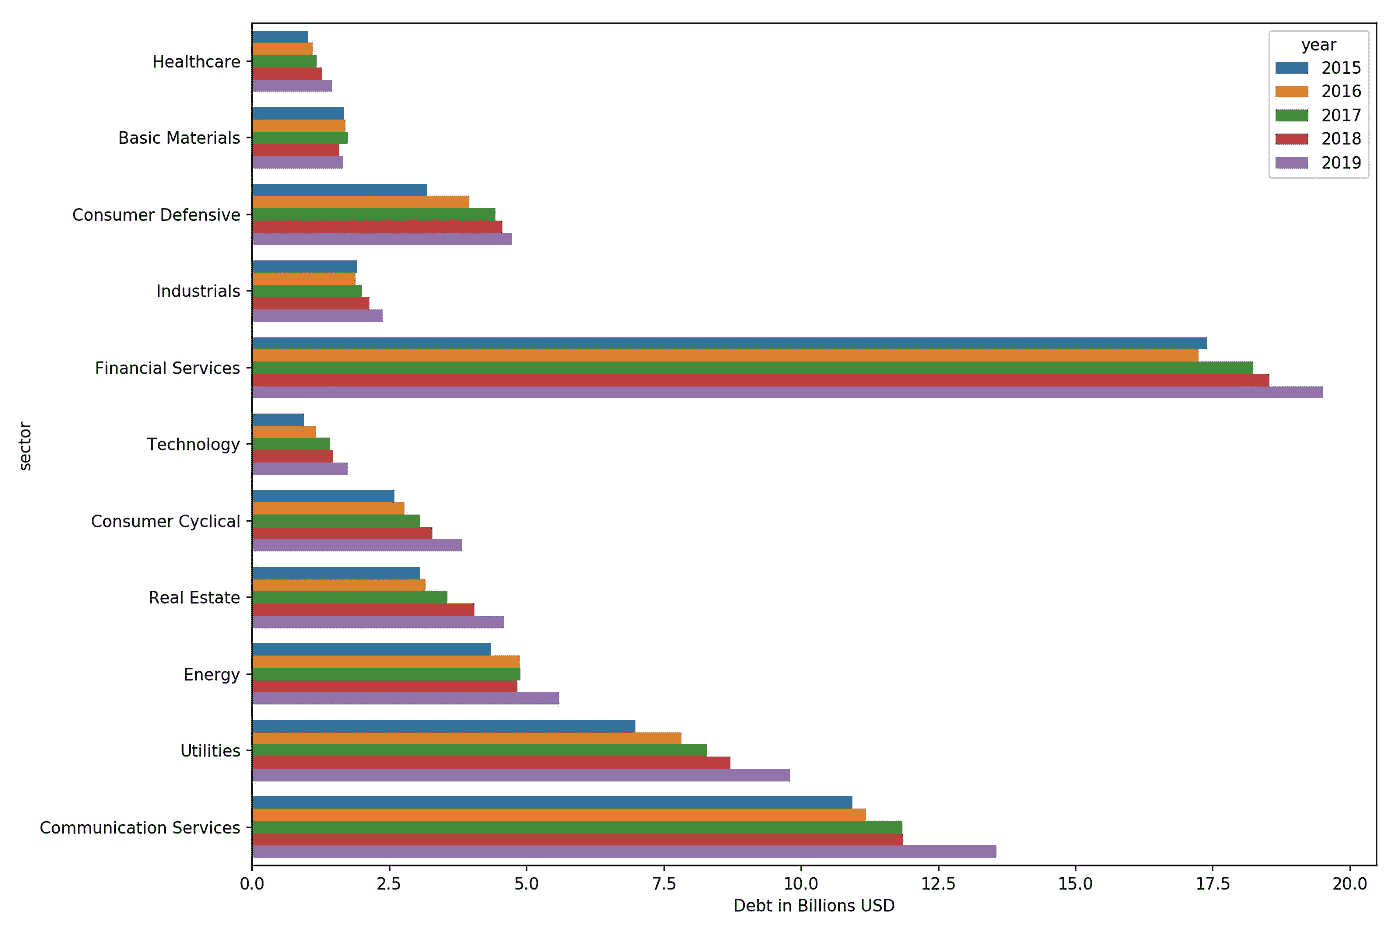 year
2015
2016
2017
2018
2019
Healthcare
Basic Materials
Consumer Defensive
Industrials
Financial Services
Technology
Consumer Cyclical
Real Estate
Energy
Utilities
Communication Services
sector
0.0 2.5 5.0 7.5 10.0 12.5 15.0 17.5 20.0
Debt in Billions USD